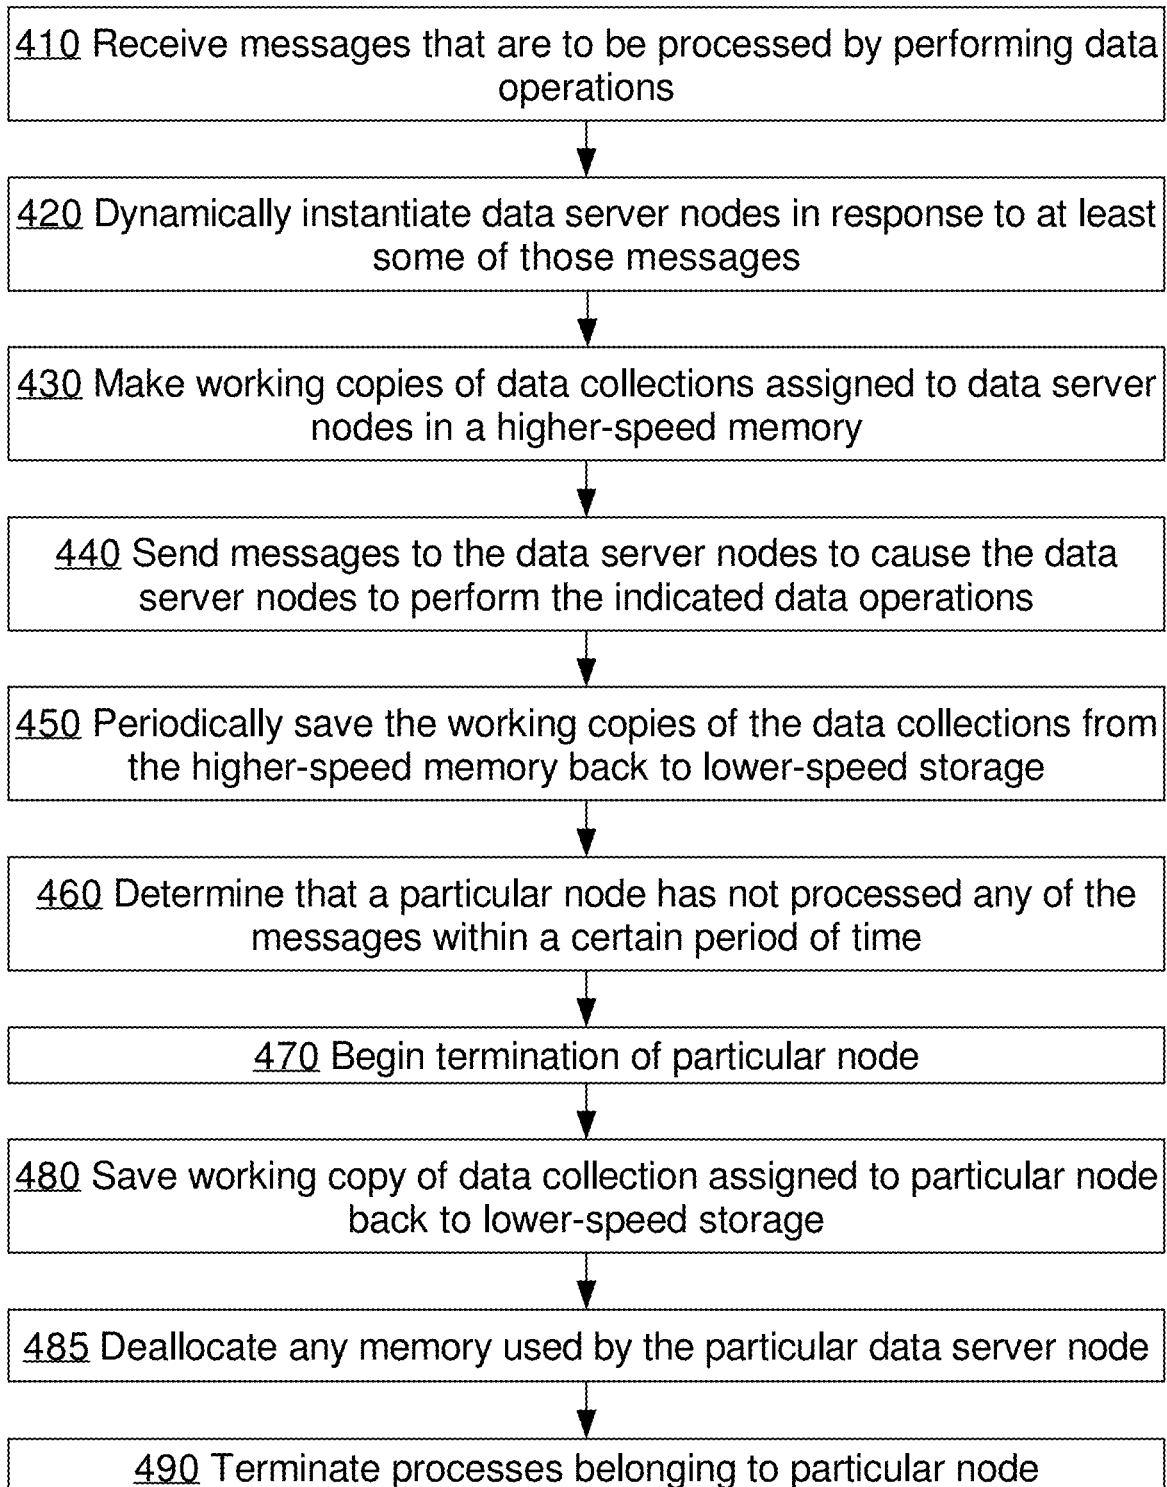 410 Receive messages that are to be processed by performing data
operations
420 Dynamically instantiate data server nodes in response to at least
some of those messages
430 Make working copies of data collections assigned to data server
nodes in a higher-speed memory
440 Send messages to the data server nodes to cause the data
server nodes to perform the indicated data operations
450 Periodically save the working copies of the data collections from
the higher-speed memory back to lower-speed storage
460 Determine that a particular node has not processed any of the
messages within a certain period of time
470 Begin termination of particular node
480 Save working copy of data collection assigned to particular node
back to lower-speed storage
485 Deallocate any memory used by the particular data server node
490 Terminate processes belonging to particular node